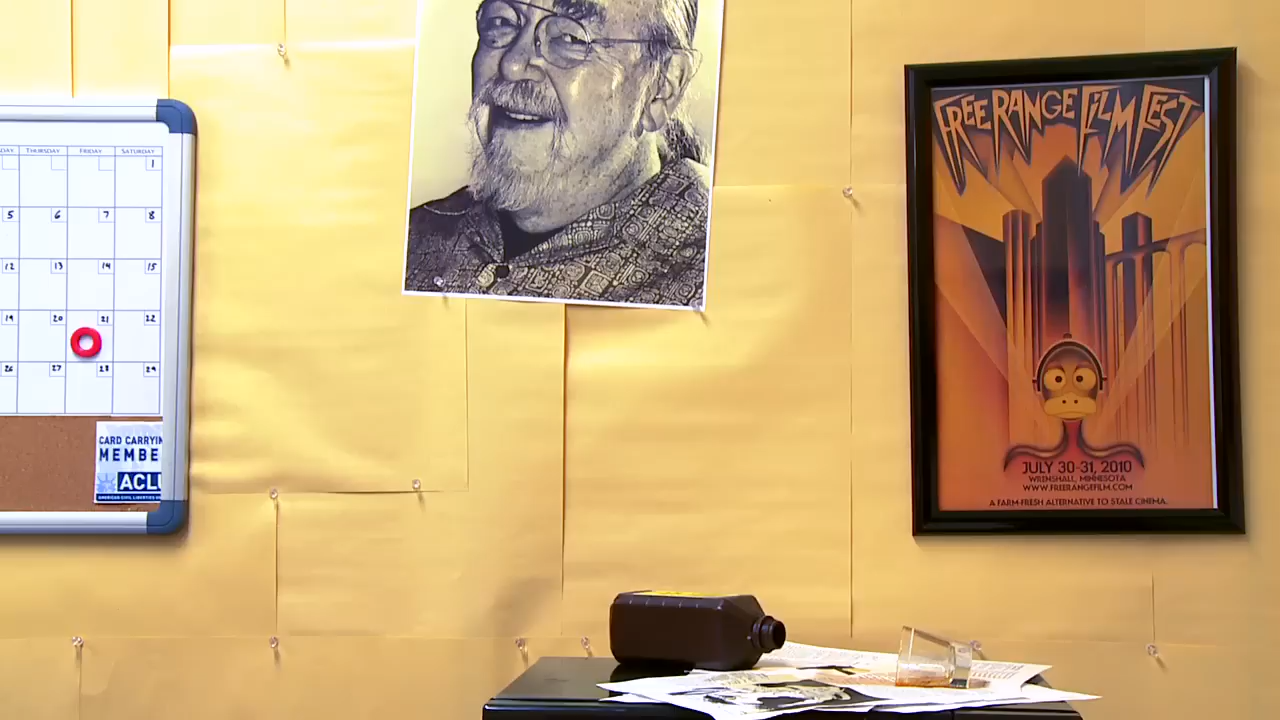 THURSDAY FRIDAY SATURDAY
1
5 6 7 8
12 13 14 15
19 20 21 22
26 27 28 29
CARD CARRYIN
MEMBE
ACLU
FREE RANGE FILM FEST
JULY 30-31, 2010
WRENSHALL, MINNESOTA
WWW.FREERANGEFILM.COM
A FARM-FRESH ALTERNATIVE TO STALE CINEMA.